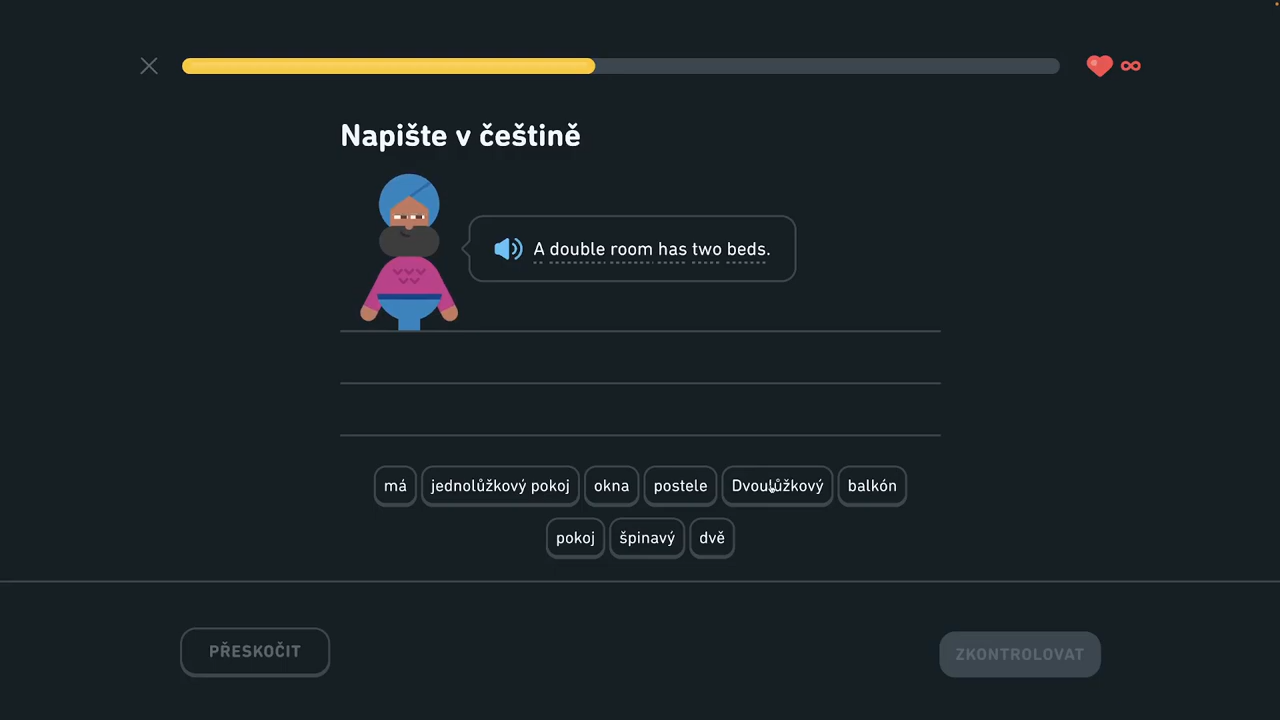 Napište v češtině
A double room has two beds.
má jednolůžkový pokoj okna postele Dvoulůžkový balkón
pokoj špinavý dvě
PŘESKOČIT ZKONTROLOVAT